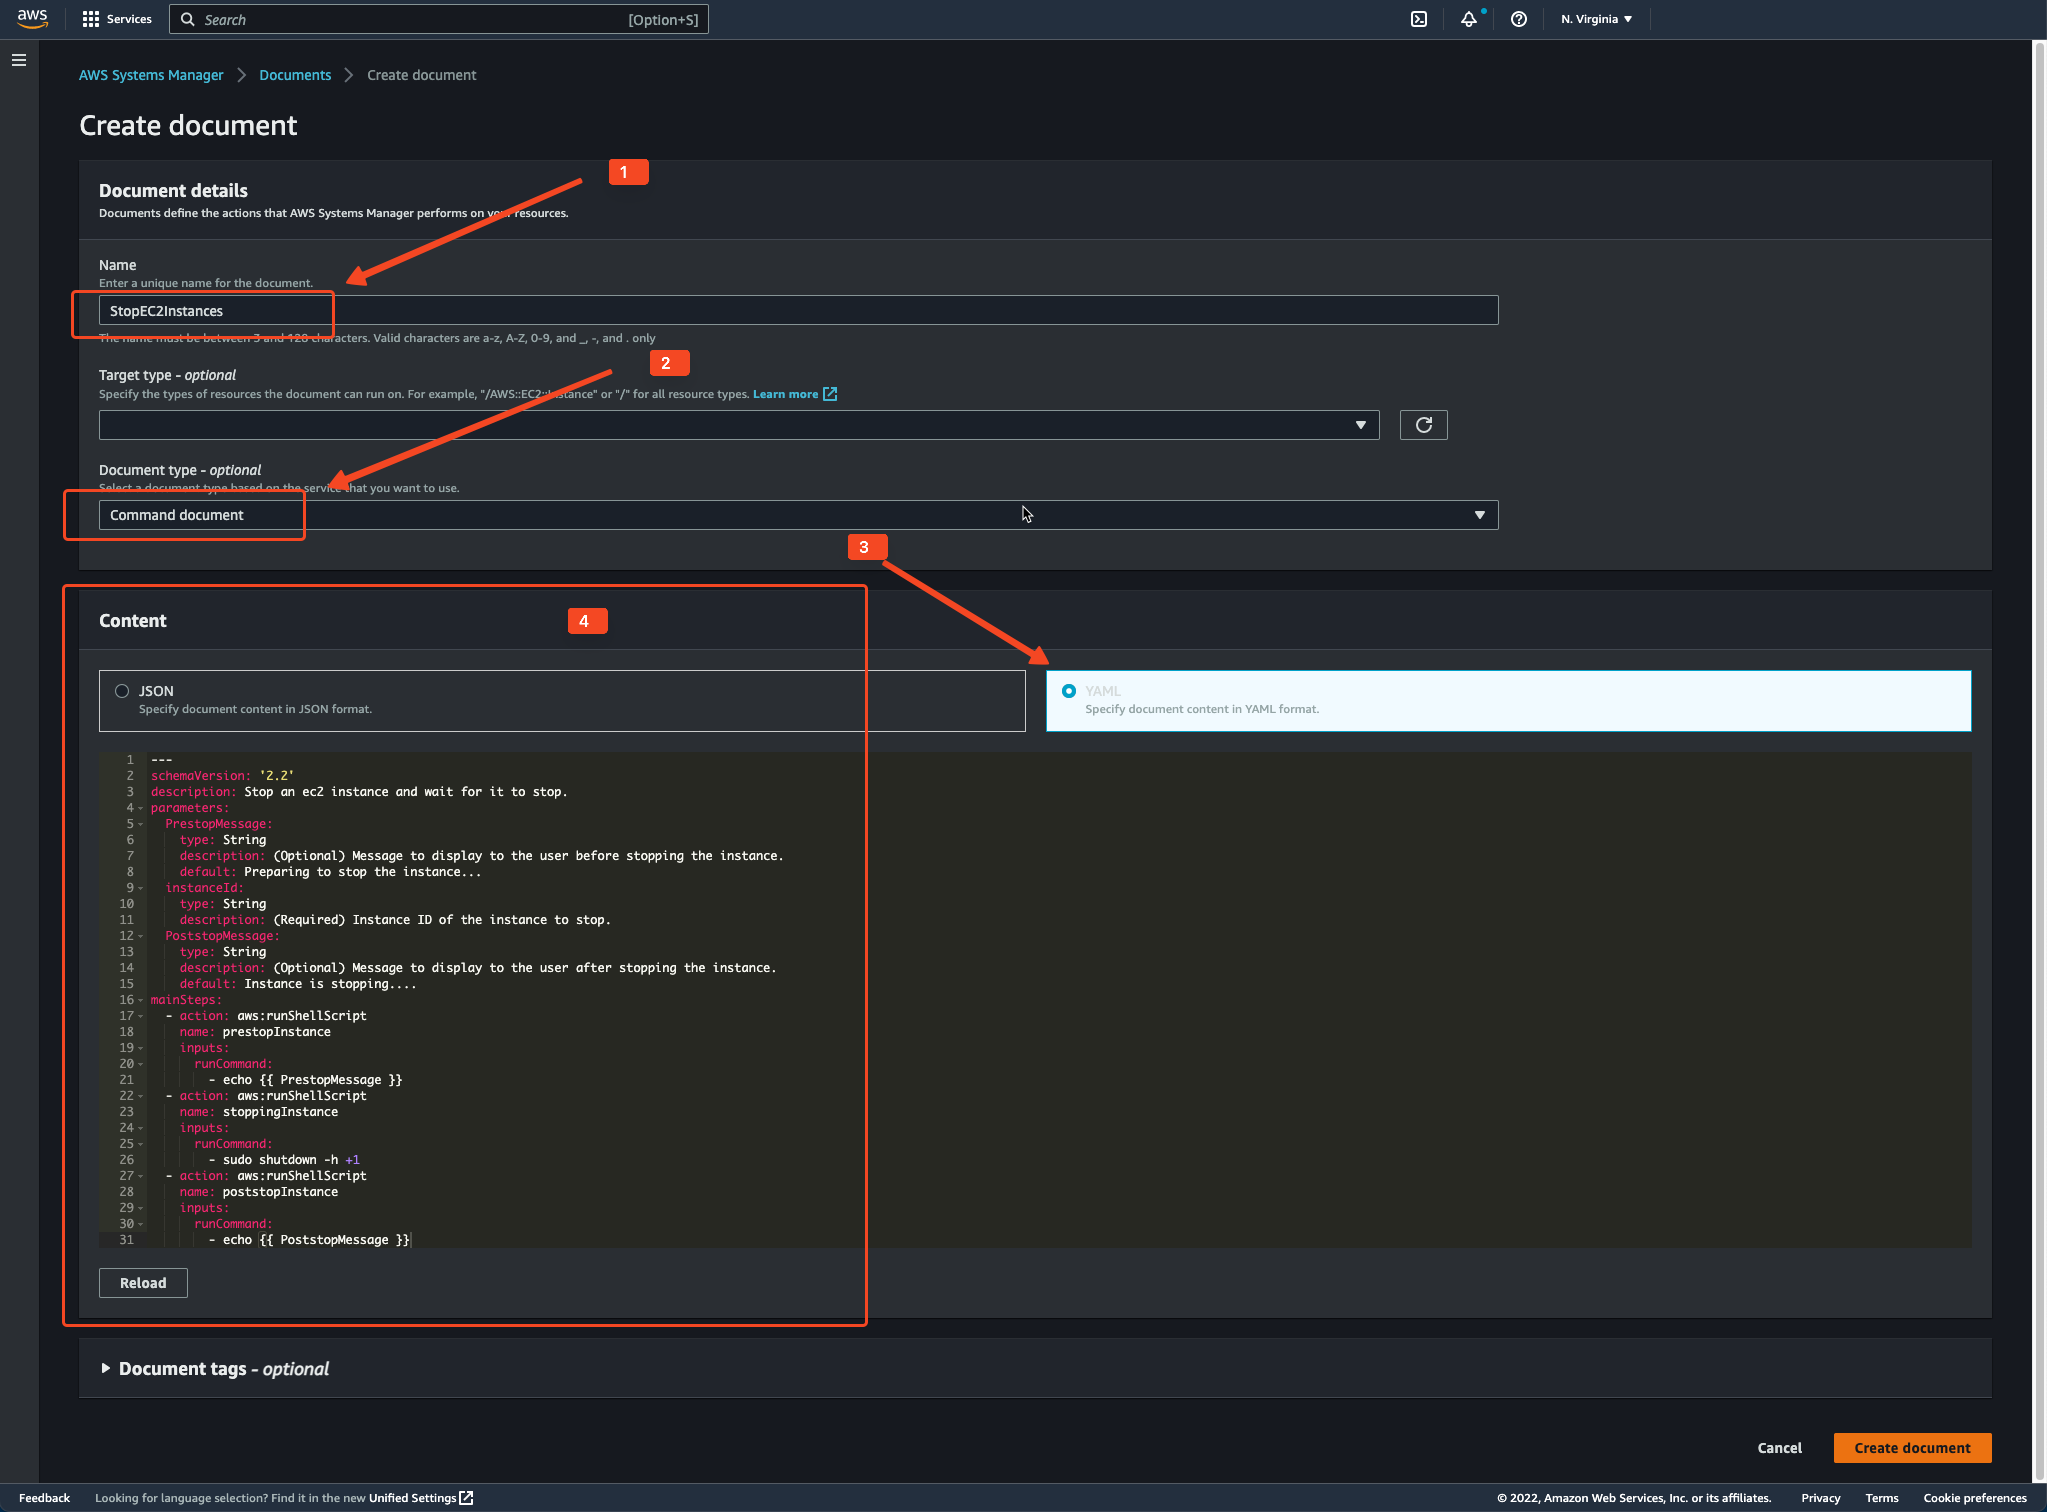 aws
Services
Search
[Option+S]
N. Virginia
AWS Systems Manager
Documents
Create document
Create document
1
Document details
Documents define the actions that AWS Systems Manager performs on your resources.
Name
Enter a unique name for the document.
StopEC2Instances
The name must be between 3 and 128 characters. Valid characters are a-z, A-Z, 0-9, and _, -, and . only
2
Target type - optional
Specify the types of resources the document can run on. For example, "/AWS::EC2::Instance" or "/" for all resource types. Learn more
Document type - optional
Select a document type based on the service that you want to use.
Command document
3
Content
4
JSON
Specify document content in JSON format.
YAML
Specify document content in YAML format.
1 ---
2 schemaVersion: '2.2'
3 description: Stop an ec2 instance and wait for it to stop.
4 parameters:
5 PrestopMessage:
6 type: String
7 description: (Optional) Message to display to the user before stopping the instance.
8 default: Preparing to stop the instance...
9 instanceId:
10 type: String
11 description: (Required) Instance ID of the instance to stop.
12 PoststopMessage:
13 type: String
14 description: (Optional) Message to display to the user after stopping the instance.
15 default: Instance is stopping....
16 mainSteps:
17 - action: aws:runShellScript
18 name: prestopInstance
19 inputs:
20 runCommand:
21 - echo {{ PrestopMessage }}
22 - action: aws:runShellScript
23 name: stoppingInstance
24 inputs:
25 runCommand:
26 - sudo shutdown -h +1
27 - action: aws:runShellScript
28 name: poststopInstance
29 inputs:
30 runCommand:
31 - echo {{ PoststopMessage }}
Reload
Document tags - optional
Cancel
Create document
Feedback
Looking for language selection? Find it in the new Unified Settings
© 2022, Amazon Web Services, Inc. or its affiliates.
Privacy
Terms
Cookie preferences